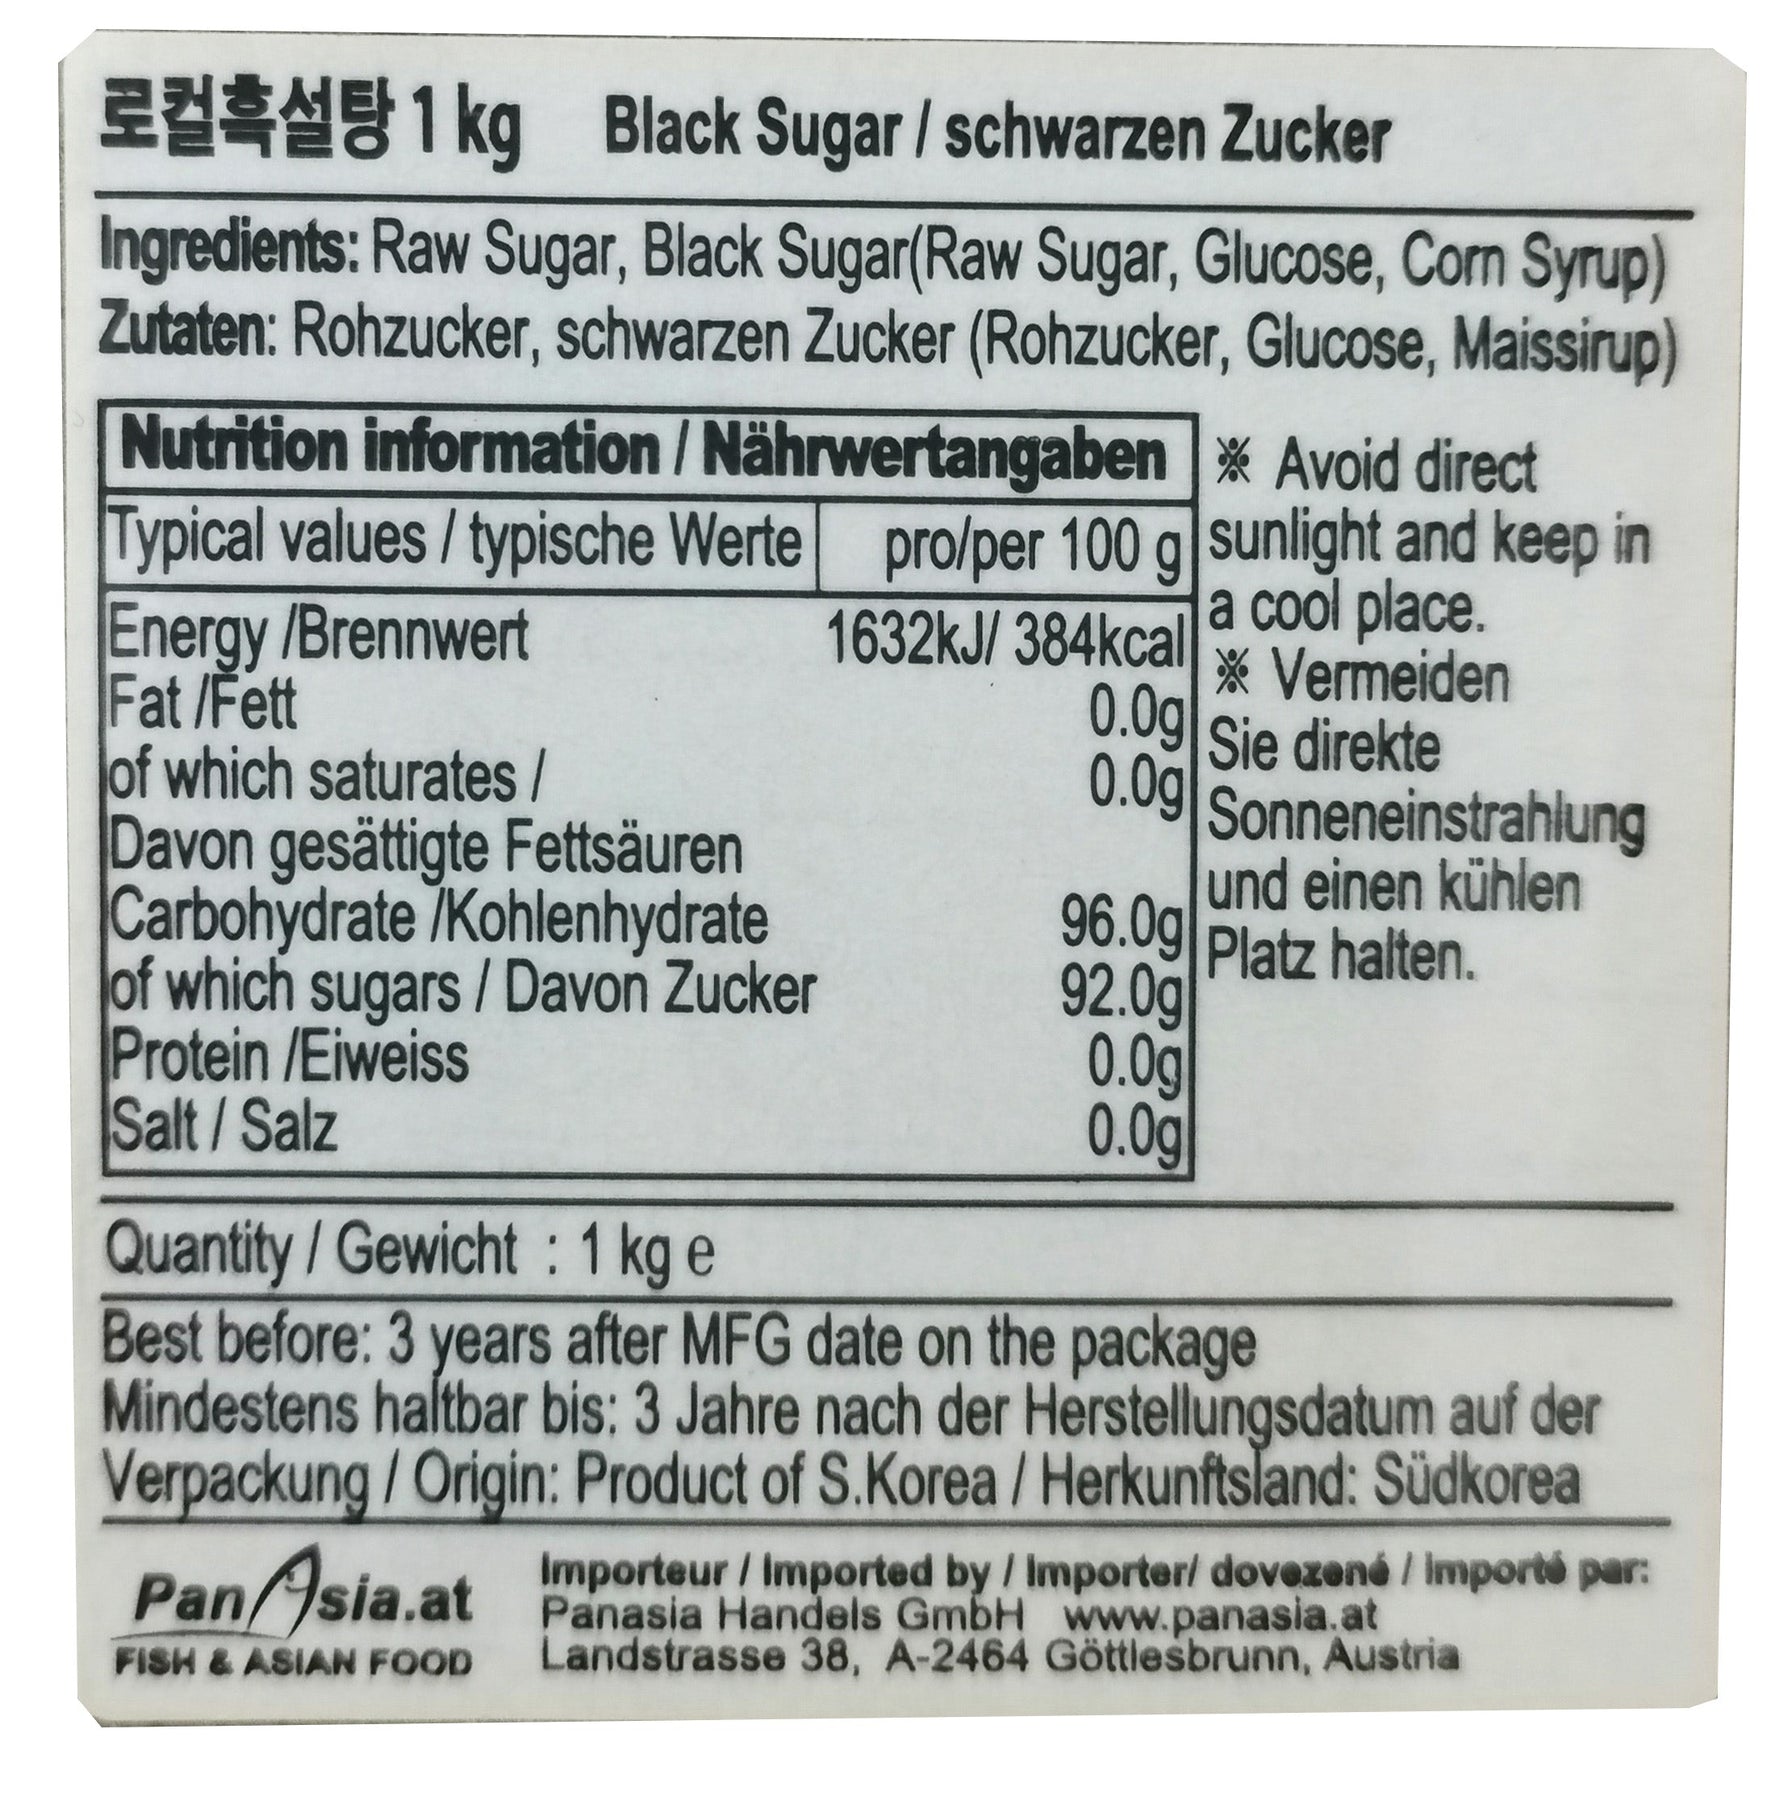 로컬흑설탕 1 kg Black Sugar / schwarzen Zucker
Ingredients: Raw Sugar, Black Sugar(Raw Sugar, Glucose, Corn Syrup)
Zutaten: Rohzucker, schwarzen Zucker (Rohzucker, Glucose, Maissirup)
Nutrition information / Nährwertangaben
Typical values / typische Werte pro/per 100 g
Energy /Brennwert 1632kJ/ 384kcal
Fat /Fett 0.0g
of which saturates / 0.0g
Davon gesättigte Fettsäuren
Carbohydrate /Kohlenhydrate 96.0g
of which sugars / Davon Zucker 92.0g
Protein /Eiweiss 0.0g
Salt / Salz 0.0g
※ Avoid direct
sunlight and keep in
a cool place.
※ Vermeiden
Sie direkte
Sonneneinstrahlung
und einen kühlen
Platz halten.
Quantity / Gewicht : 1 kg e
Best before: 3 years after MFG date on the package
Mindestens haltbar bis: 3 Jahre nach der Herstellungsdatum auf der
Verpackung / Origin: Product of S.Korea / Herkunftsland: Südkorea
PanAsia.at
FISH & ASIAN FOOD
Importeur / Imported by / Importer/ dovezené / Importé par:
Panasia Handels GmbH www.panasia.at
Landstrasse 38, A-2464 Göttlesbrunn, Austria